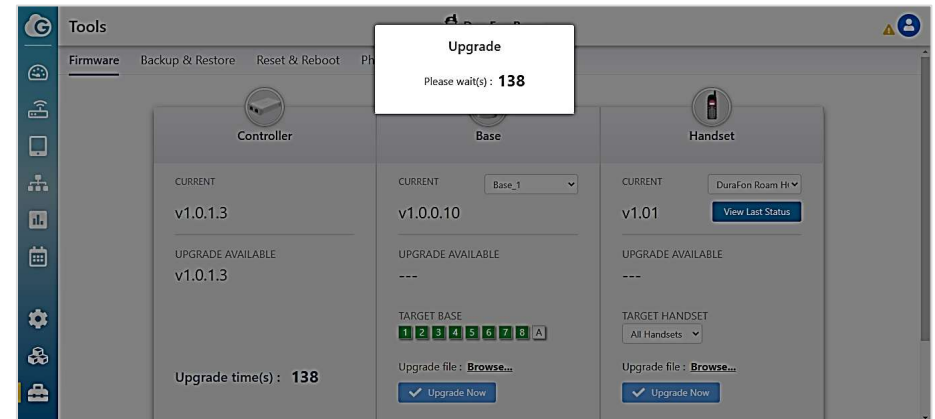 Tools
Upgrade
Please wait(s) : 138
Firmware Backup & Restore Reset & Reboot
Controller
Base
Handset
CURRENT
v1.0.1.3
UPGRADE AVAILABLE
v1.0.1.3
Upgrade time(s) : 138
CURRENT Base_1
v1.0.0.10
UPGRADE AVAILABLE
---
TARGET BASE
1 2 3 4 5 6 7 8 A
Upgrade file : Browse...
Upgrade Now
CURRENT DuraFon Roam
v1.01 View Last Status
UPGRADE AVAILABLE
---
TARGET HANDSET
All Handsets
Upgrade file : Browse...
Upgrade Now